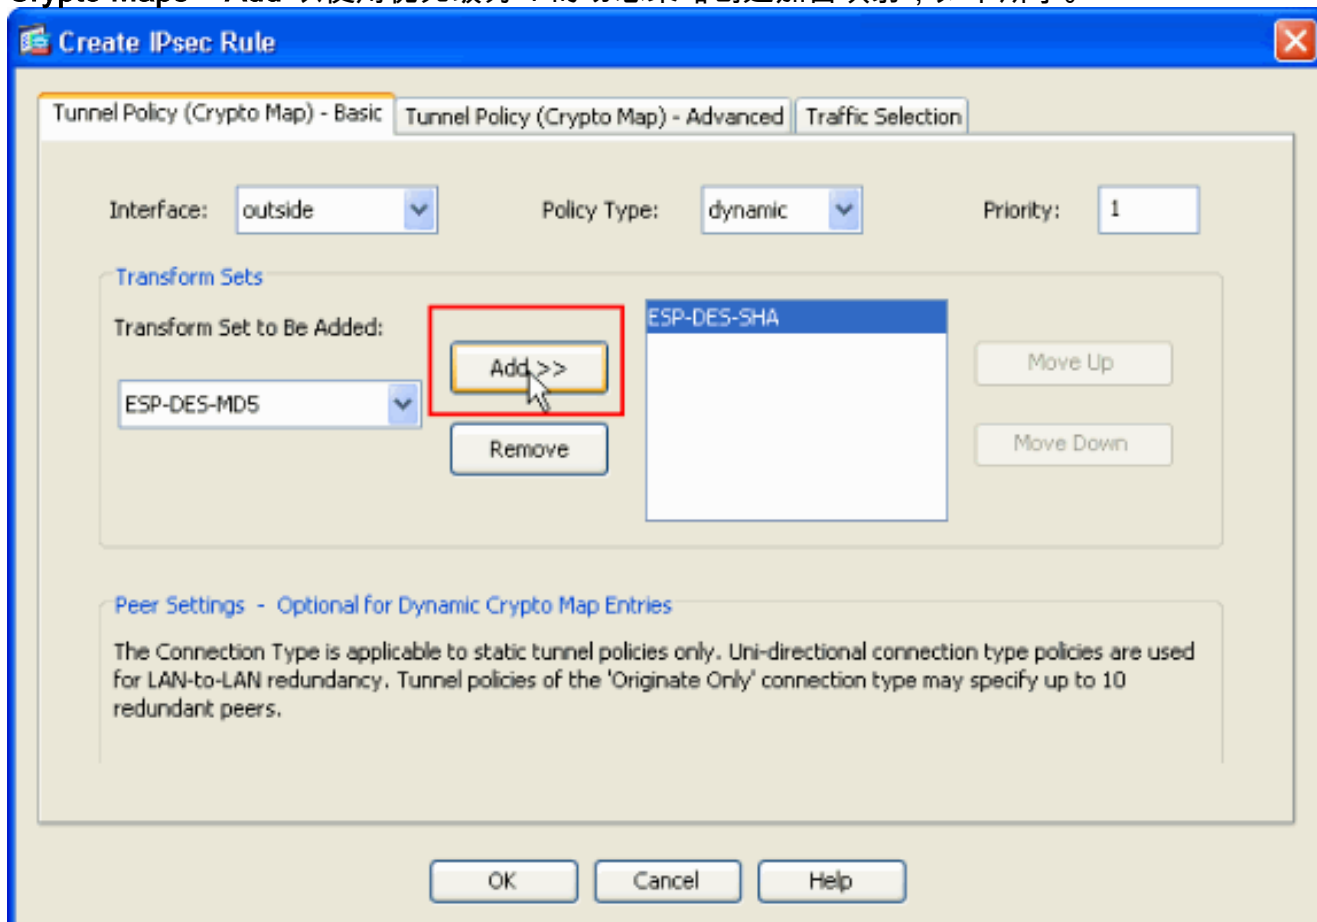 Create IPsec Rule
Tunnel Policy (Crypto Map) - Basic Tunnel Policy (Crypto Map) - Advanced Traffic Selection
Interface: outside Policy Type: dynamic Priority: 1
Transform Sets
Transform Set to Be Added:
ESP-DES-SHA
Add >>
Move Up
ESP-DES-MD5
Remove
Move Down
Peer Settings - Optional for Dynamic Crypto Map Entries
The Connection Type is applicable to static tunnel policies only. Uni-directional connection type policies are used
for LAN-to-LAN redundancy. Tunnel policies of the 'Originate Only' connection type may specify up to 10
redundant peers.
OK Cancel Help